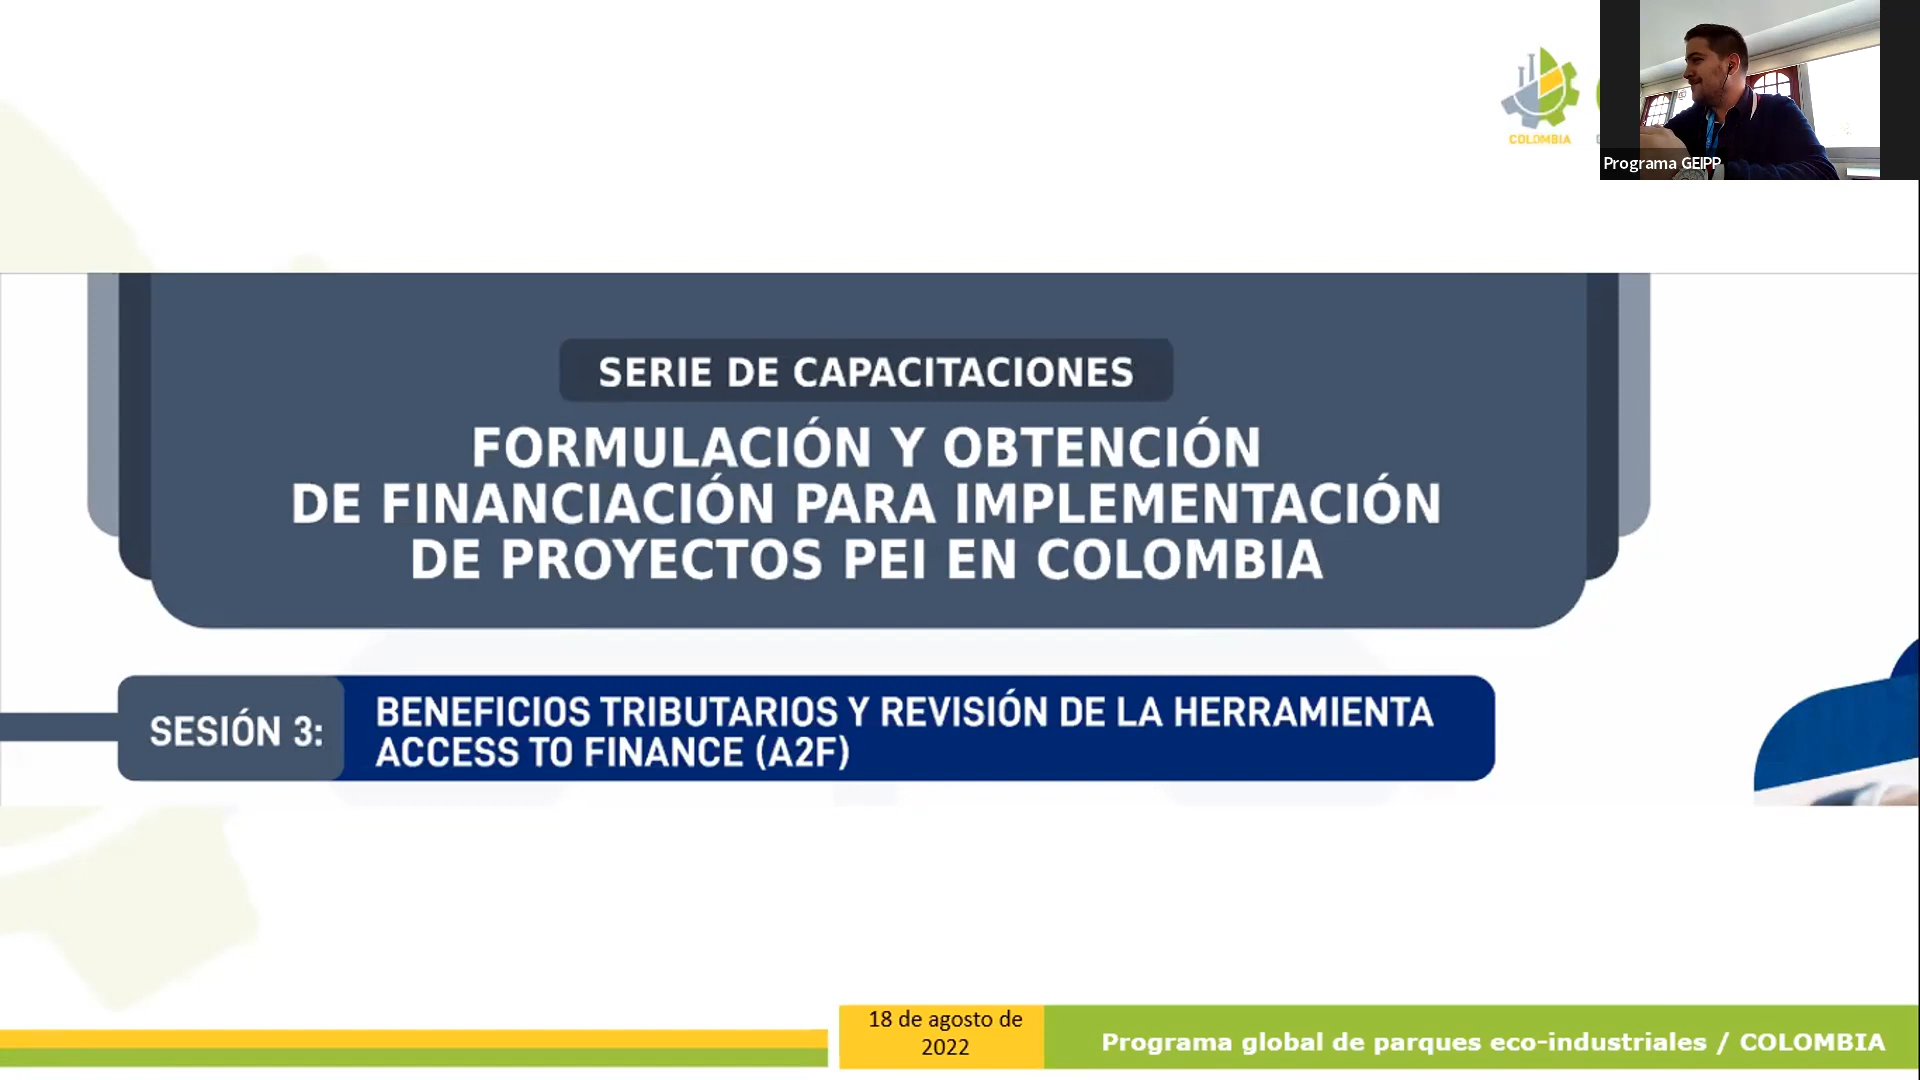 COLOMBIA
Programa GEIPP
SERIE DE CAPACITACIONES
FORMULACIÓN Y OBTENCIÓN
DE FINANCIACIÓN PARA IMPLEMENTACIÓN
DE PROYECTOS PEI EN COLOMBIA
SESIÓN 3:
BENEFICIOS TRIBUTARIOS Y REVISIÓN DE LA HERRAMIENTA
ACCESS TO FINANCE (A2F)
18 de agosto de
2022
Programa global de parques eco-industriales / COLOMBIA